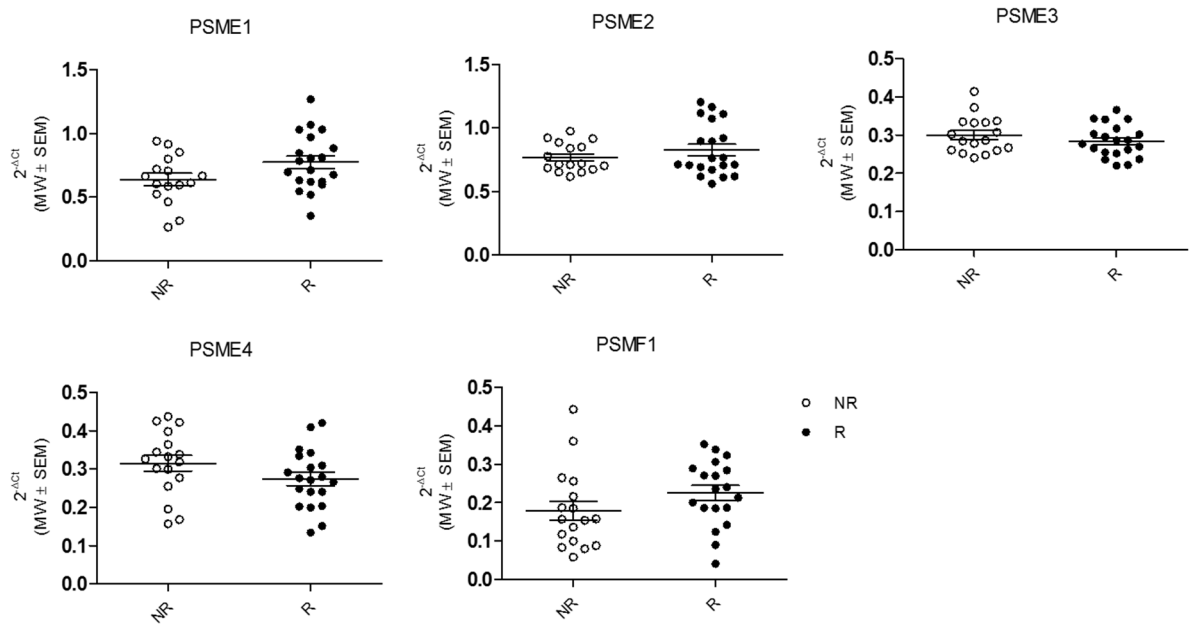 PSME1
1.5
1.0
0.5
0.0
2^-ΔCt
(MW ± SEM)
NR
R
PSME2
1.5
1.0
0.5
0.0
2^-ΔCt
(MW ± SEM)
NR
R
PSME3
0.5
0.4
0.3
0.2
0.1
0.0
2^-ΔCt
(MW ± SEM)
NR
R
PSME4
0.5
0.4
0.3
0.2
0.1
0.0
2^-ΔCt
(MW ± SEM)
NR
R
PSMF1
0.5
0.4
0.3
0.2
0.1
0.0
2^-ΔCt
(MW ± SEM)
NR
R
NR
R